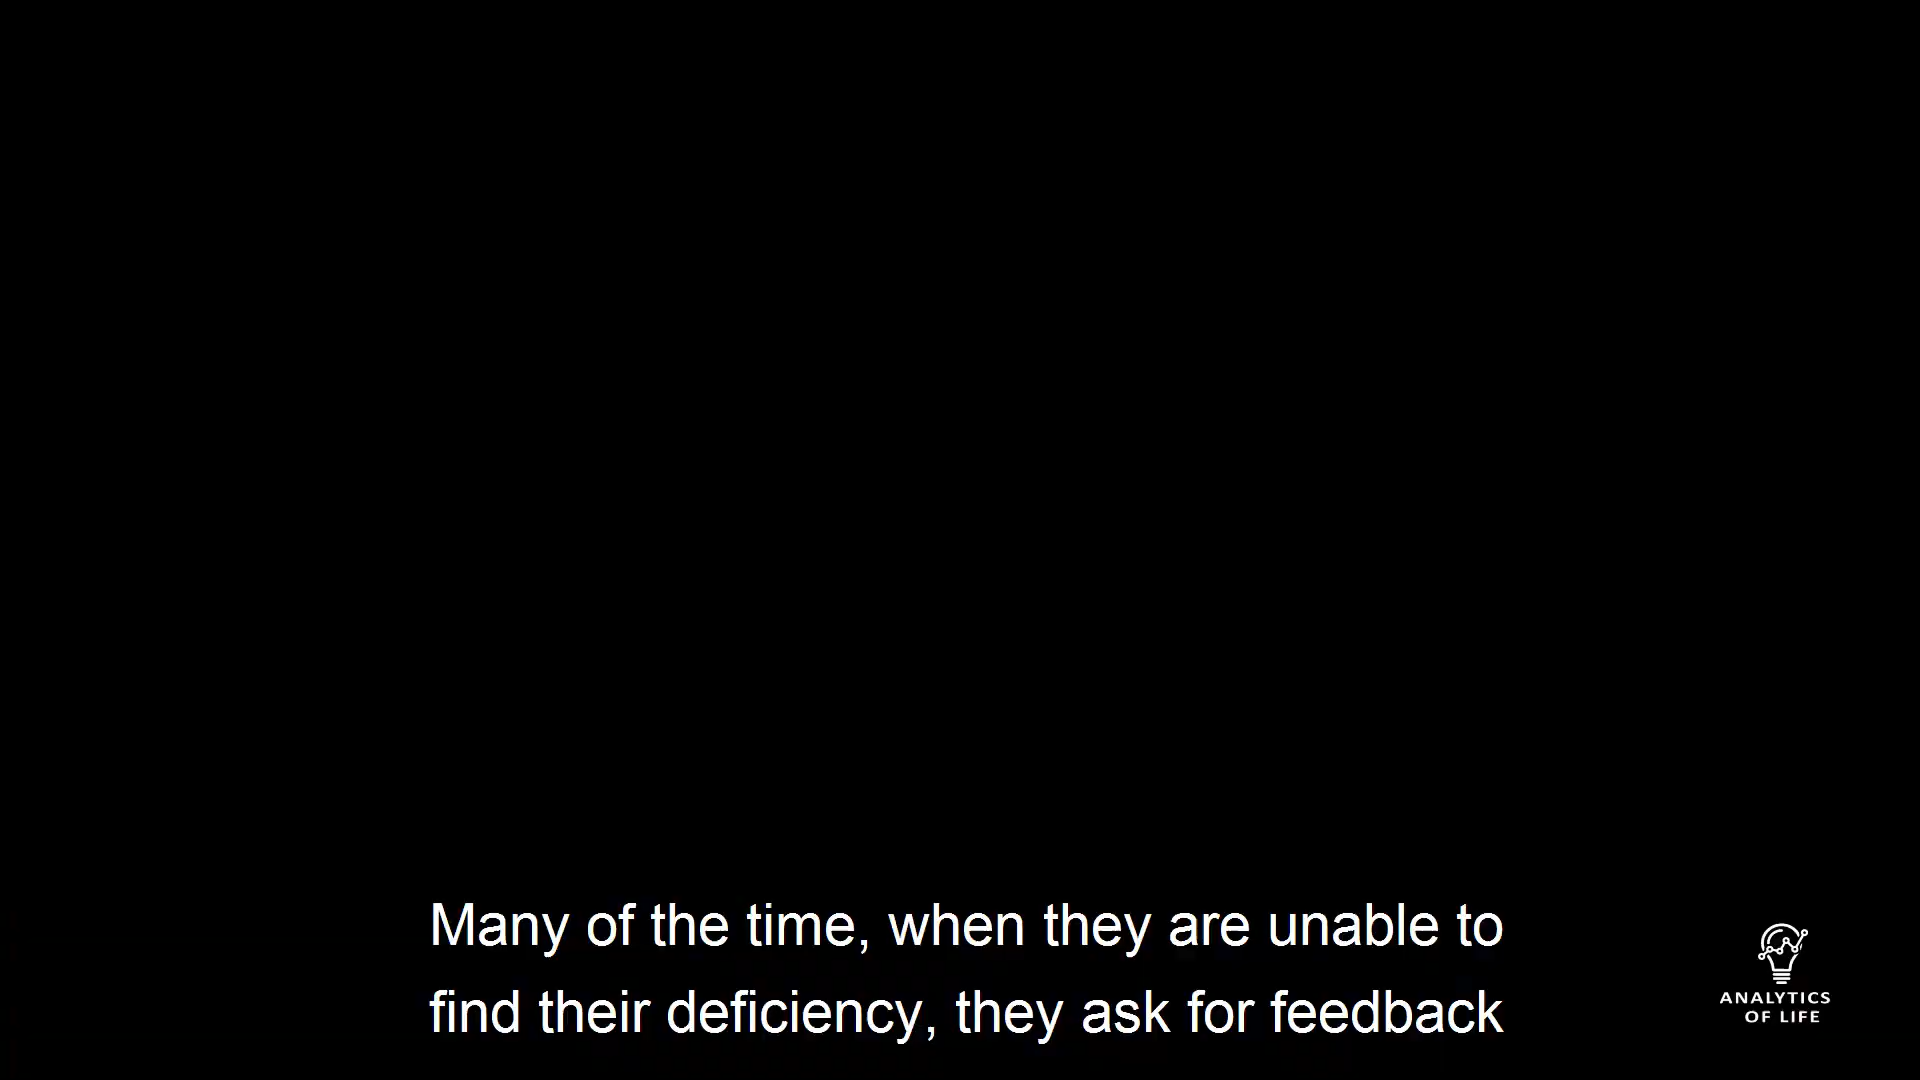 Many of the time, when they are unable to
find their deficiency, they ask for feedback
ANALYTICS
OF LIFE